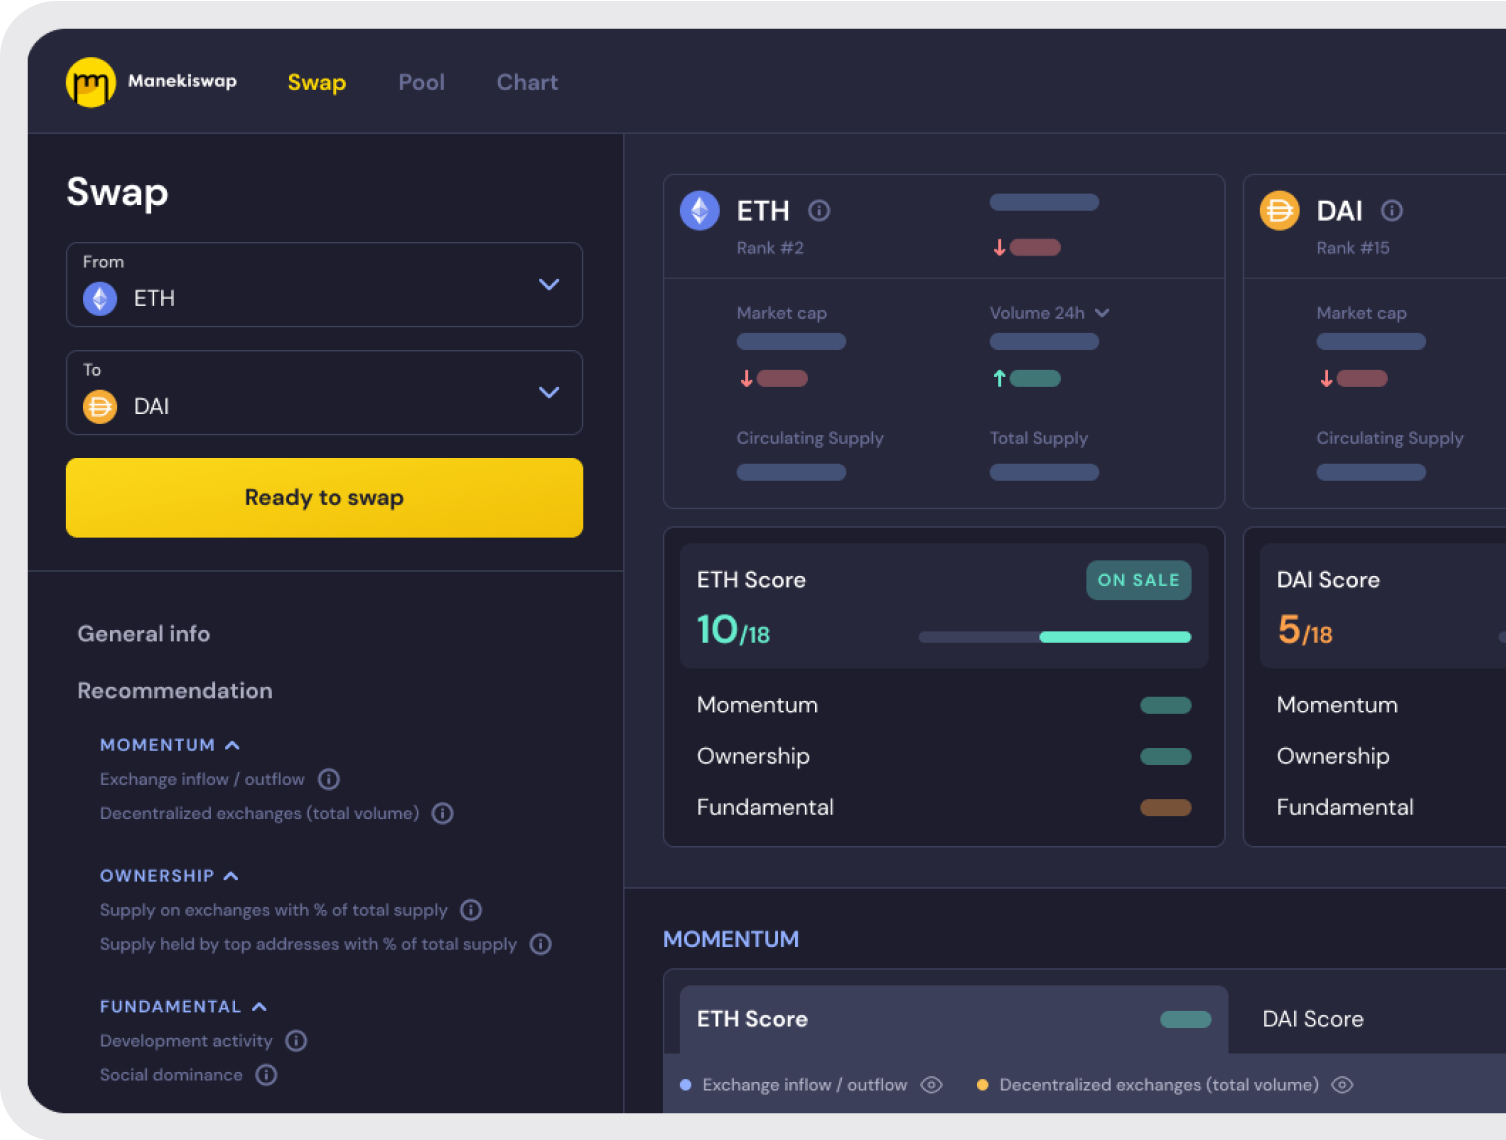 Manekiswap
Swap
Pool
Chart
Swap
From
ETH
To
DAI
Ready to swap
General info
Recommendation
MOMENTUM
Exchange inflow / outflow
Decentralized exchanges (total volume)
OWNERSHIP
Supply on exchanges with % of total supply
Supply held by top addresses with % of total supply
FUNDAMENTAL
Development activity
Social dominance
ETH
Rank #2
Market cap
Volume 24h
Circulating Supply
Total Supply
DAI
Rank #15
Market cap
Circulating Supply
ETH Score
ON SALE
10/18
Momentum
Ownership
Fundamental
DAI Score
5/18
Momentum
Ownership
Fundamental
MOMENTUM
ETH Score
DAI Score
Exchange inflow / outflow
Decentralized exchanges (total volume)